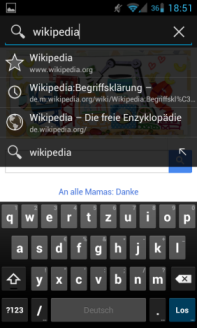 36 18:51
wikipedia
Wikipedia
www.wikipedia.org
Wikipedia:Begriffsklärung –
de.m.wikipedia.org/wiki/Wikipedia:Begriffskl%C3...
Wikipedia – Die freie Enzyklopädie
de.wikipedia.org/
wikipedia
An alle Mamas: Danke
q w e r t z u i o p
a s d f g h j k l
y x c v b n m
?123 / Deutsch . Los